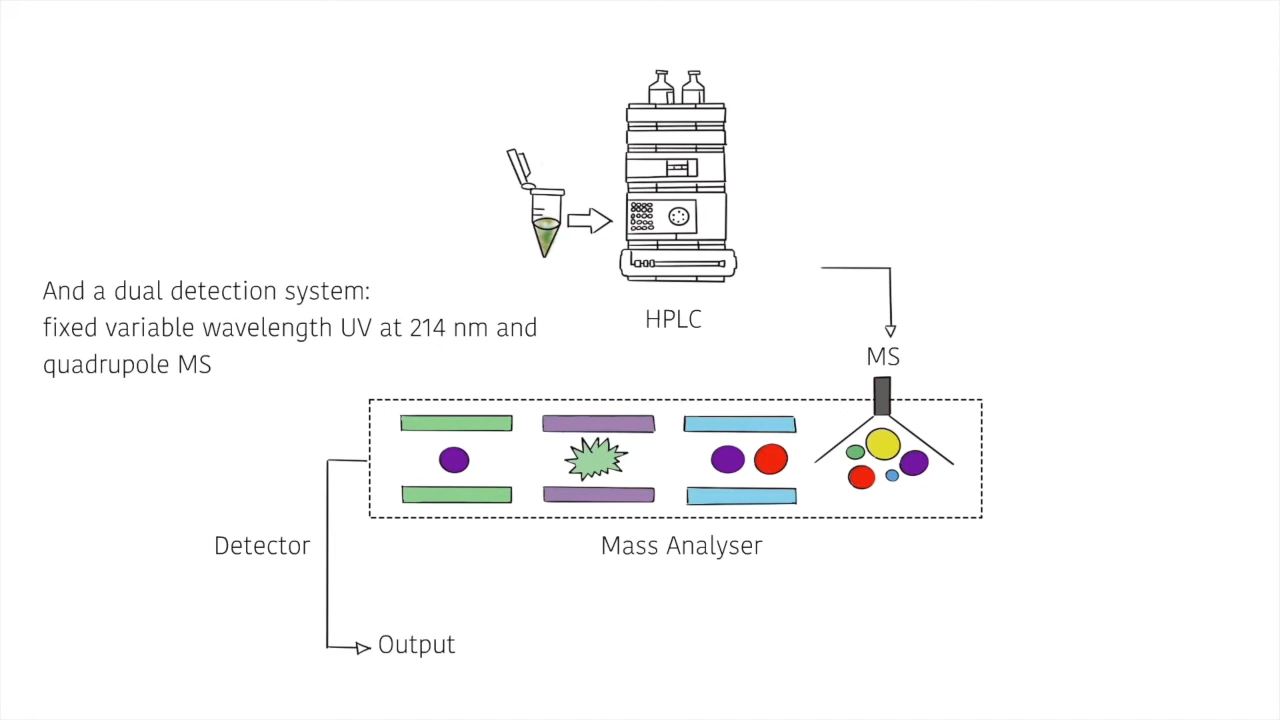 And a dual detection system:
fixed variable wavelength UV at 214 nm and
quadrupole MS
HPLC
MS
Mass Analyser
Detector
Output